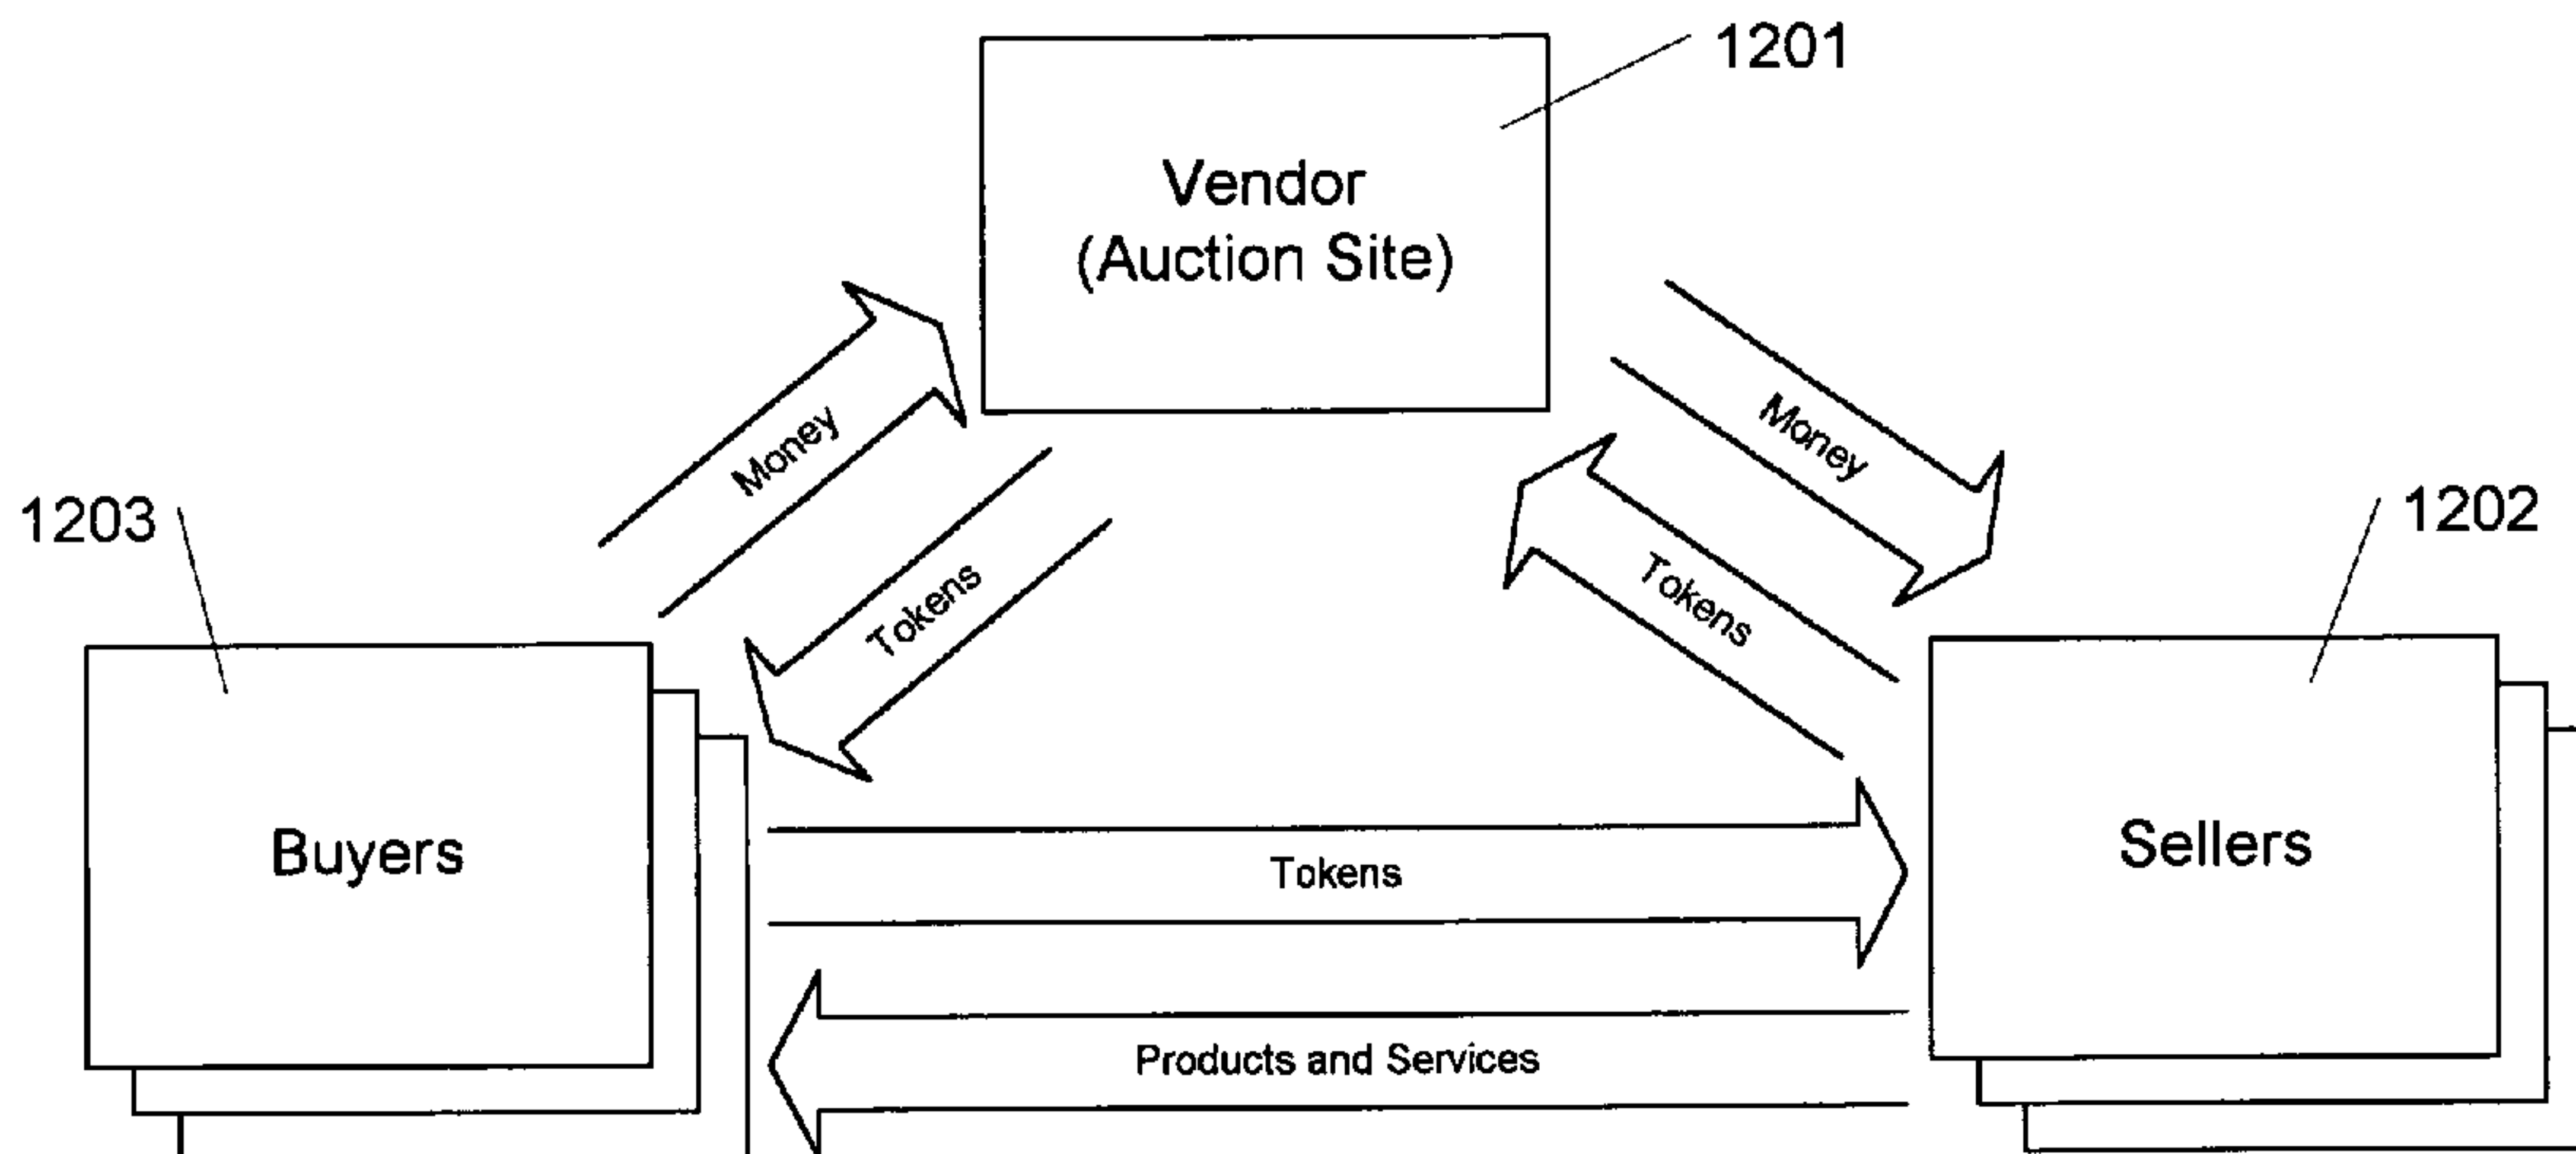 1201
Vendor
(Auction Site)
Money
Money
1203
1202
Tokens
Tokens
Buyers
Tokens
Sellers
Products and Services